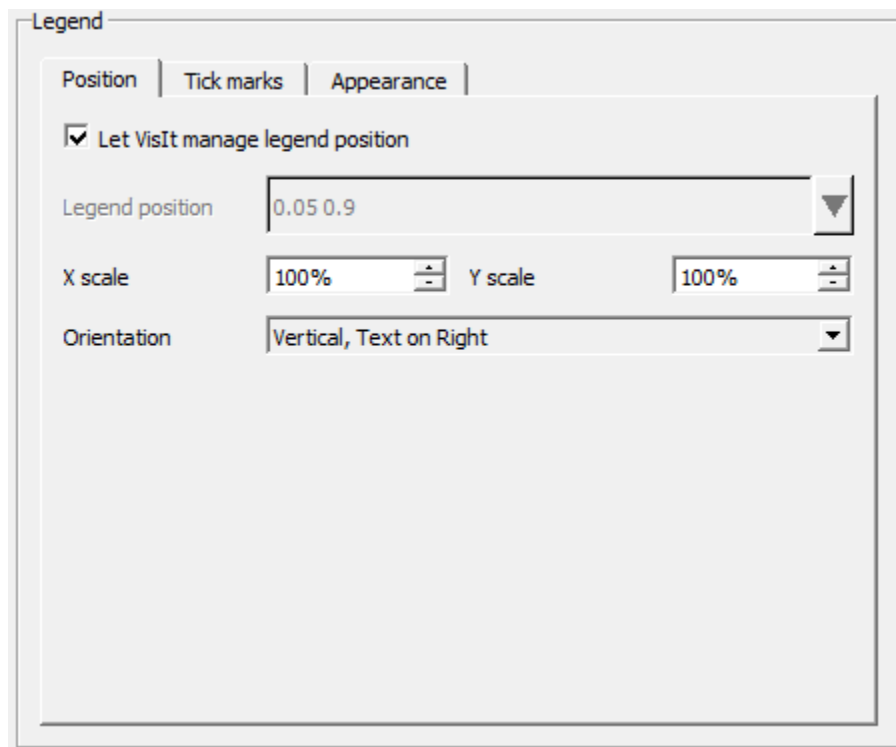 Legend
Position Tick marks Appearance
Let VisIt manage legend position
Legend position 0.05 0.9
X scale 100% Y scale 100%
Orientation Vertical, Text on Right